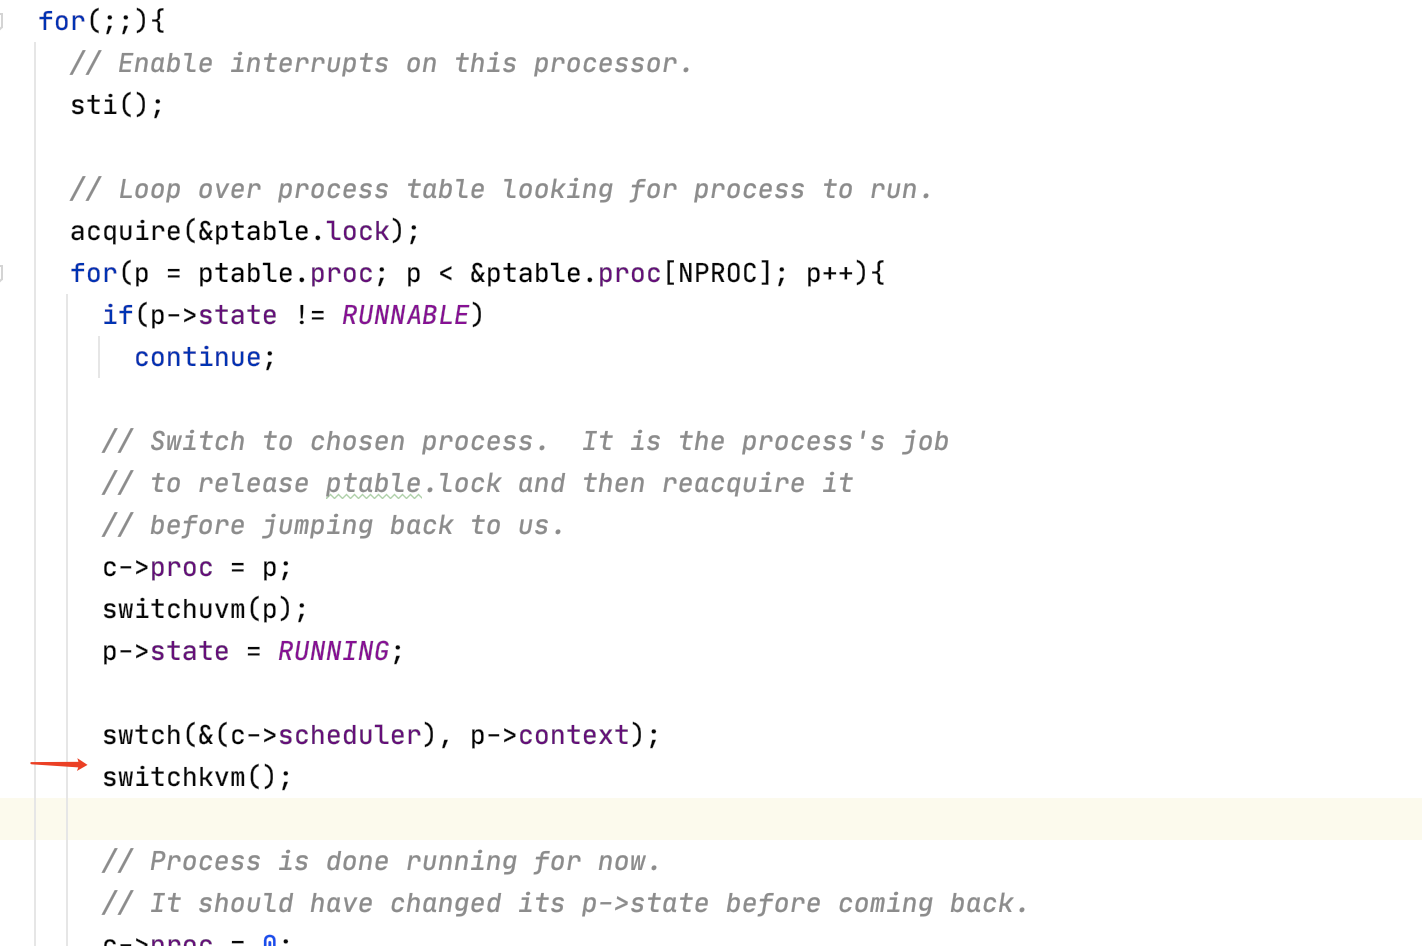 for(;;){
// Enable interrupts on this processor.
sti();
// Loop over process table looking for process to run.
acquire(&ptable.lock);
for(p = ptable.proc; p < &ptable.proc[NPROC]; p++){
if(p->state != RUNNABLE)
continue;
// Switch to chosen process.  It is the process's job
// to release ptable.lock and then reacquire it
// before jumping back to us.
c->proc = p;
switchuvm(p);
p->state = RUNNING;
swtch(&(c->scheduler), p->context);
switchkvm();
// Process is done running for now.
// It should have changed its p->state before coming back.
c->proc = 0;